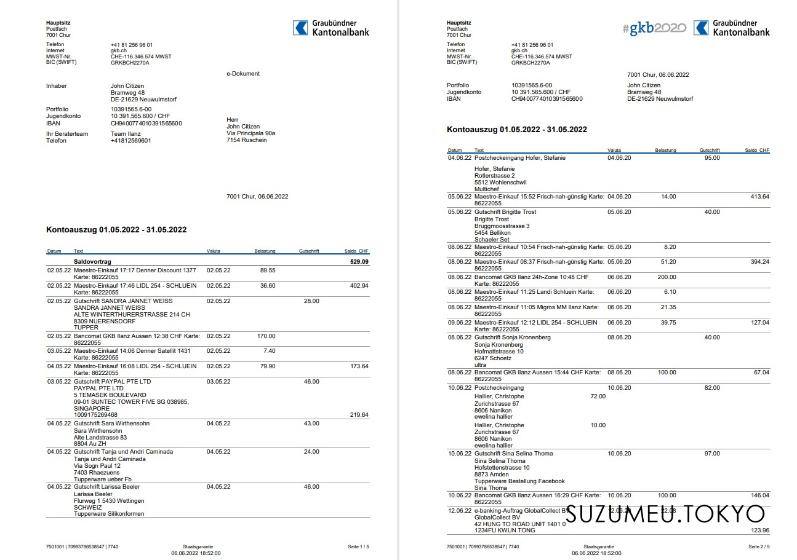 Hauptsitz
Postfach
7001 Chur
Graubündner
Kantonalbank
Telefon +41 81 256 96 01
Internet gkb.ch
MWST-Nr. CHE-116.346.574 MWST
BIC (SWIFT) GRKBCH2270A
e-Dokument
Inhaber John Citizen
Bramweg 48
DE-21629 Neuwulmstorf
Portfolio 10391565.6-00
Jugendkonto 10 391.565.600 / CHF
IBAN CH9400774010391565600
Ihr Beraterteam Team Ilanz
Telefon +41812569601
Herr
John Citizen
Via Principala 90a
7154 Ruschein
7001 Chur, 06.06.2022
Kontoauszug 01.05.2022 - 31.05.2022
Datum Text Valuta Belastung Gutschrift Saldo CHF
Saldovortrag 529.09
02.05.22 Maestro-Einkauf 17:17 Denner Discount 1377 02.05.22 89.55
Karte: 86222055
02.05.22 Maestro-Einkauf 17:46 LIDL 254 - SCHLUEIN 02.05.22 36.60 402.94
Karte: 86222055
02.05.22 Gutschrift SANDRA JANNET WEISS 02.05.22 28.00
SANDRA JANNET WEISS
ALTE WINTERTHURERSTRASSE 214 CH
8309 NUERENSDORF
TUPPER
02.05.22 Bancomat GKB Ilanz Aussen 12:38 CHF Karte: 02.05.22 170.00
86222055
03.05.22 Maestro-Einkauf 14:06 Denner Satellit 1431 02.05.22 7.40
Karte: 86222055
04.05.22 Maestro-Einkauf 16:08 LIDL 254 - SCHLUEIN 04.05.22 79.90 173.64
Karte: 86222055
03.05.22 Gutschrift PAYPAL PTE LTD 03.05.22 46.00
PAYPAL PTE LTD
5 TEMASEK BOULEVARD
09-01 SUNTEC TOWER FIVE SG 038985,
SINGAPORE
1009175269468 219.64
04.05.22 Gutschrift Sara Wirthensohn 04.05.22 43.00
Sara Wirthensohn
Alte Landstrasse 83
8804 Au ZH
04.05.22 Gutschrift Tanja und Andri Caminada 04.05.22 24.00
Tanja und Andri Caminada
Via Sogn Paul 12
7403 Rhaezuens
Tupperware ueber Fb
04.05.22 Gutschrift Larissa Beeler 04.05.22 46.00
Larissa Beeler
Flurweg 1 5430 Wettingen
SCHWEIZ
Tupperware Silikonformen
7501001 | 70993756538547 | 7740 Staatsgarantie Seite 1 / 5
06.06.2022 18:52:00
Hauptsitz
Postfach
7001 Chur
#gkb2020 Graubündner
Kantonalbank
Telefon +41 81 256 96 01
Internet gkb.ch
MWST-Nr. CHE-116.346.574 MWST
BIC (SWIFT) GRKBCH2270A
7001 Chur, 06.06.2022
Portfolio 10391565.6-00
Jugendkonto 10 391.565.600 / CHF
IBAN CH9400774010391565600
John Citizen
Bramweg 48
DE-21629 Neuwulmstorf
Kontoauszug 01.05.2022 - 31.05.2022
Datum Text Valuta Belastung Gutschrift Saldo CHF
04.06.22 Postcheckeingang Hofer, Stefanie 04.06.20 95.00
Hofer, Stefanie
Rotlerstrasse 2
5512 Wohlenschwil
Multichef
05.06.22 Maestro-Einkauf 15:52 Frisch-nah-günstig Karte: 04.06.20 14.00 413.64
86222055
05.06.22 Gutschrift Brigitte Trost 05.06.20 40.00
Brigitte Trost
Bruggmoosstrasse 3
5454 Bellikon
Schaeler Set
08.06.22 Maestro-Einkauf 10:54 Frisch-nah-günstig Karte: 05.06.20 8.20
86222055
08.06.22 Maestro-Einkauf 08:37 Frisch-nah-günstig Karte: 06.06.20 51.20 394.24
86222055
08.06.22 Bancomat GKB Ilanz 24h-Zone 10:48 CHF 06.06.20 200.00
Karte: 86222055
08.06.22 Maestro-Einkauf 11:25 Landi Schluein Karte: 06.06.20 6.10
86222055
08.06.22 Maestro-Einkauf 11:05 Migros MM Ilanz Karte: 06.06.20 21.35
86222055
09.06.22 Maestro-Einkauf 12:12 LIDL 254 - SCHLUEIN 06.06.20 39.75 127.04
Karte: 86222055
08.06.22 Gutschrift Sonja Kronenberg 08.06.20 40.00
Sonja Kronenberg
Hofmattstrasse 10
6247 Schoetz
ultra
08.06.22 Bancomat GKB Ilanz Aussen 15:44 CHF Karte: 08.06.20 100.00 67.04
86222055
10.06.22 Postcheckeingang 10.06.20 82.00
Hallier, Christophe 72.00
Zurichstrasse 67
8606 Nanikon
ewelina hallier
Hallier, Christophe 10.00
Zurichstrasse 67
8606 Nanikon
ewelina hallier
10.06.22 Gutschrift Sina Selina Thoma 10.06.20 97.00
Sina Selina Thoma
Hofstettenstrasse 10
8873 Amden
Tupperware Bestellung Facebook
Sina Thoma
10.06.22 Bancomat GKB Ilanz Aussen 16:29 CHF Karte: 10.06.20 100.00 146.04
86222055
12.06.22 e-banking-Auftrag GlobalCollect BV
GlobalCollect BV
42 HUNG TO ROAD UNIT 1401 0
1234FU KWUN TONG 123.96
SUZUMEU.TOKYO
7501001 | 70993756538547 | 7740 Staatsgarantie Seite 2 / 5
06.06.2022 18:52:00